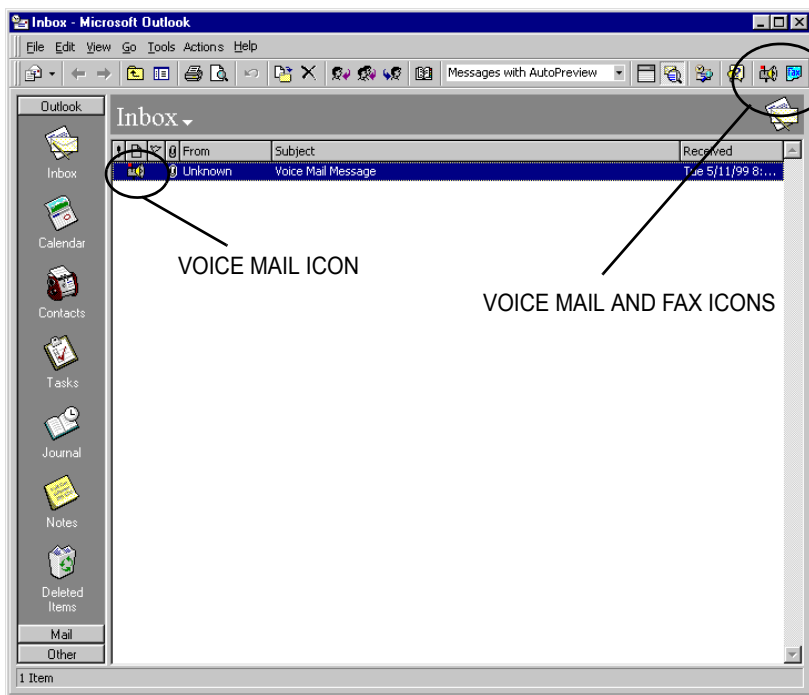 Inbox - Microsoft Outlook
File Edit View Go Tools Actions Help
Messages with AutoPreview
Fax
Outlook
Inbox
From Subject Received
Unknown Voice Mail Message Tue 5/11/99 8:...
Inbox
Calendar
VOICE MAIL ICON
VOICE MAIL AND FAX ICONS
Contacts
Tasks
Journal
Notes
Deleted
Items
Mail
Other
1 Item